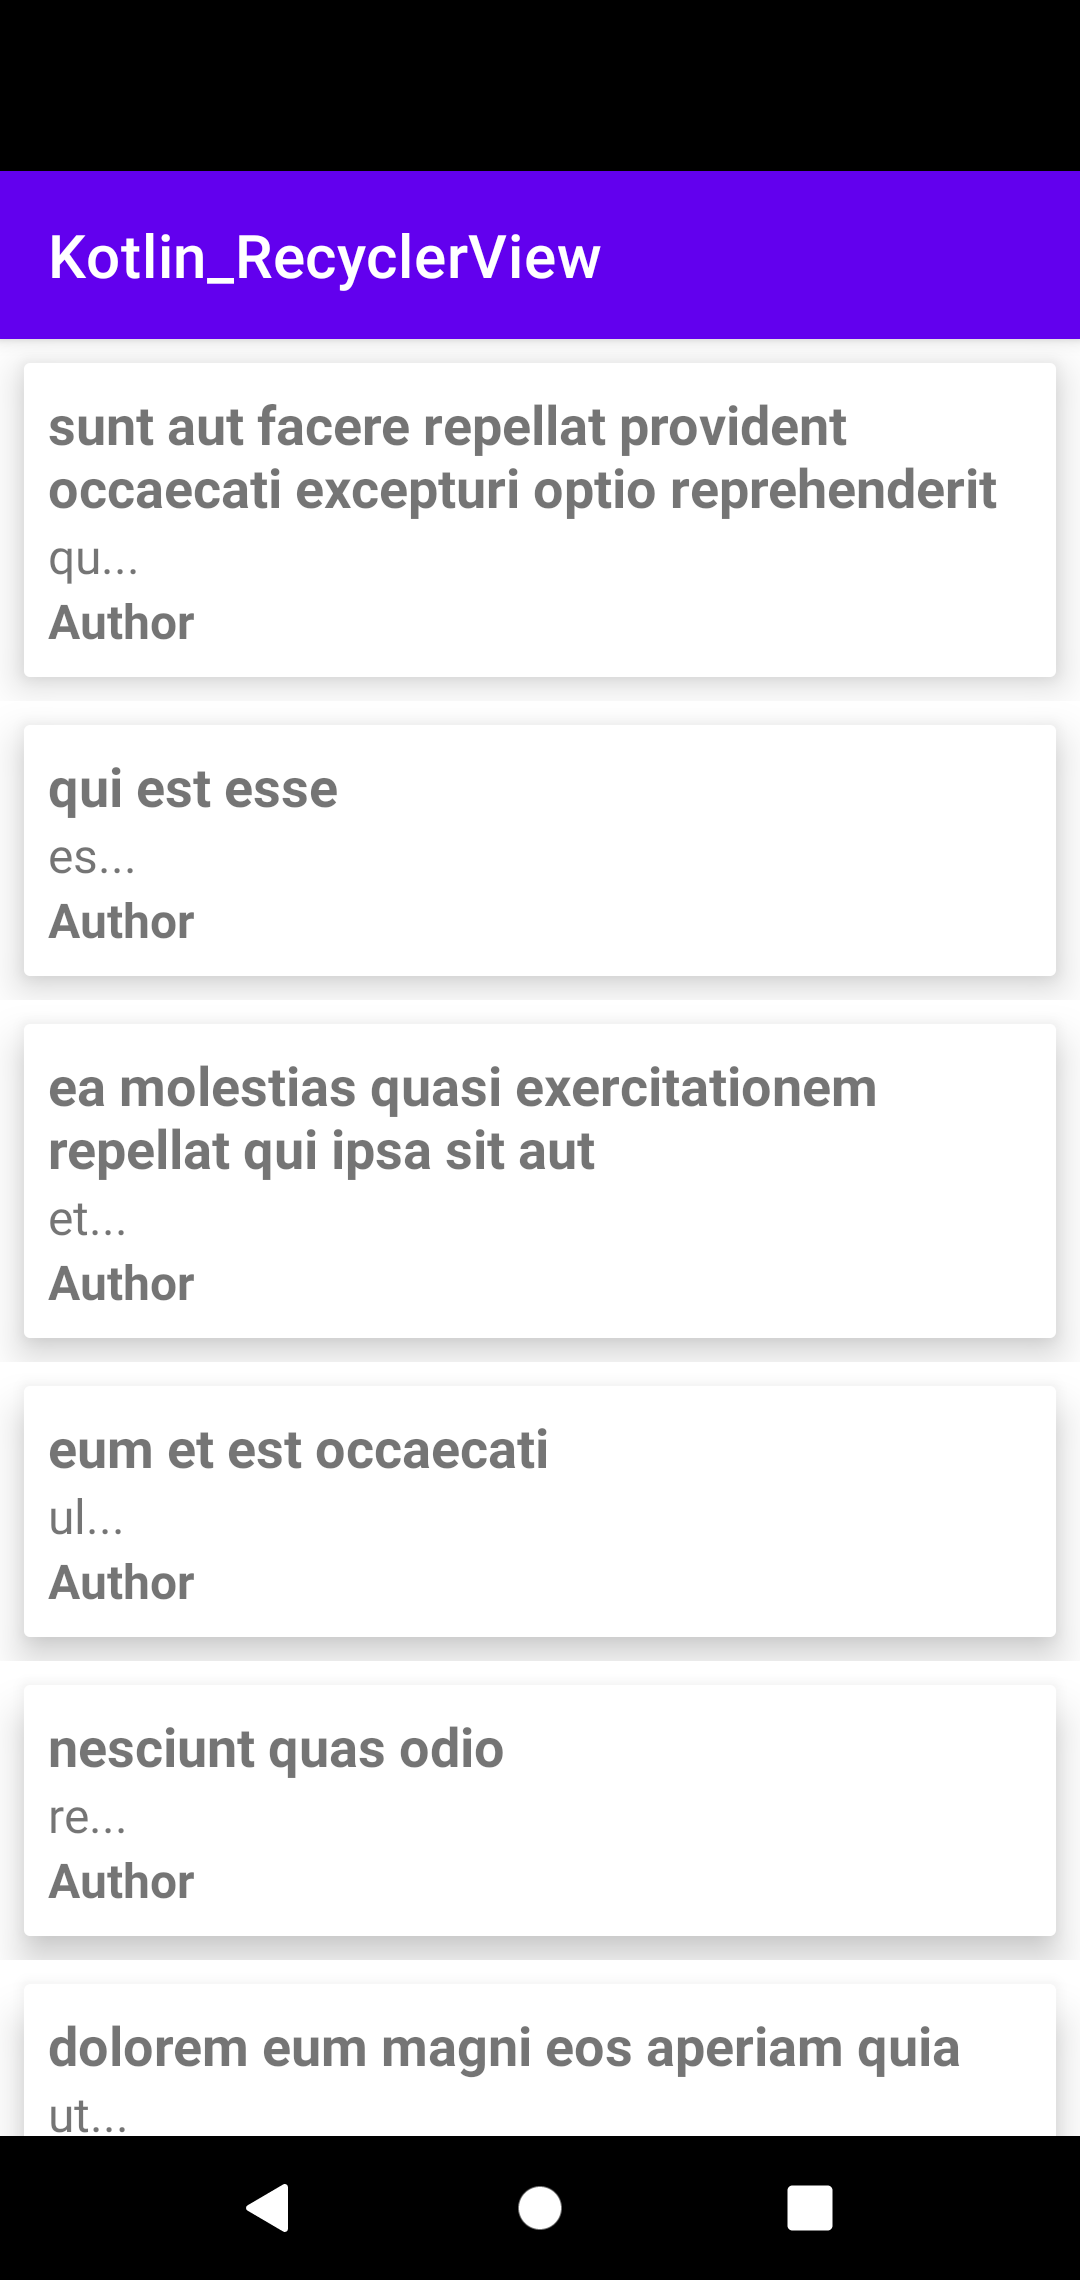 Kotlin_RecyclerView
sunt aut facere repellat provident
occaecati excepturi optio reprehenderit
qu...
Author
qui est esse
es...
Author
ea molestias quasi exercitationem
repellat qui ipsa sit aut
et...
Author
eum et est occaecati
ul...
Author
nesciunt quas odio
re...
Author
dolorem eum magni eos aperiam quia
ut...